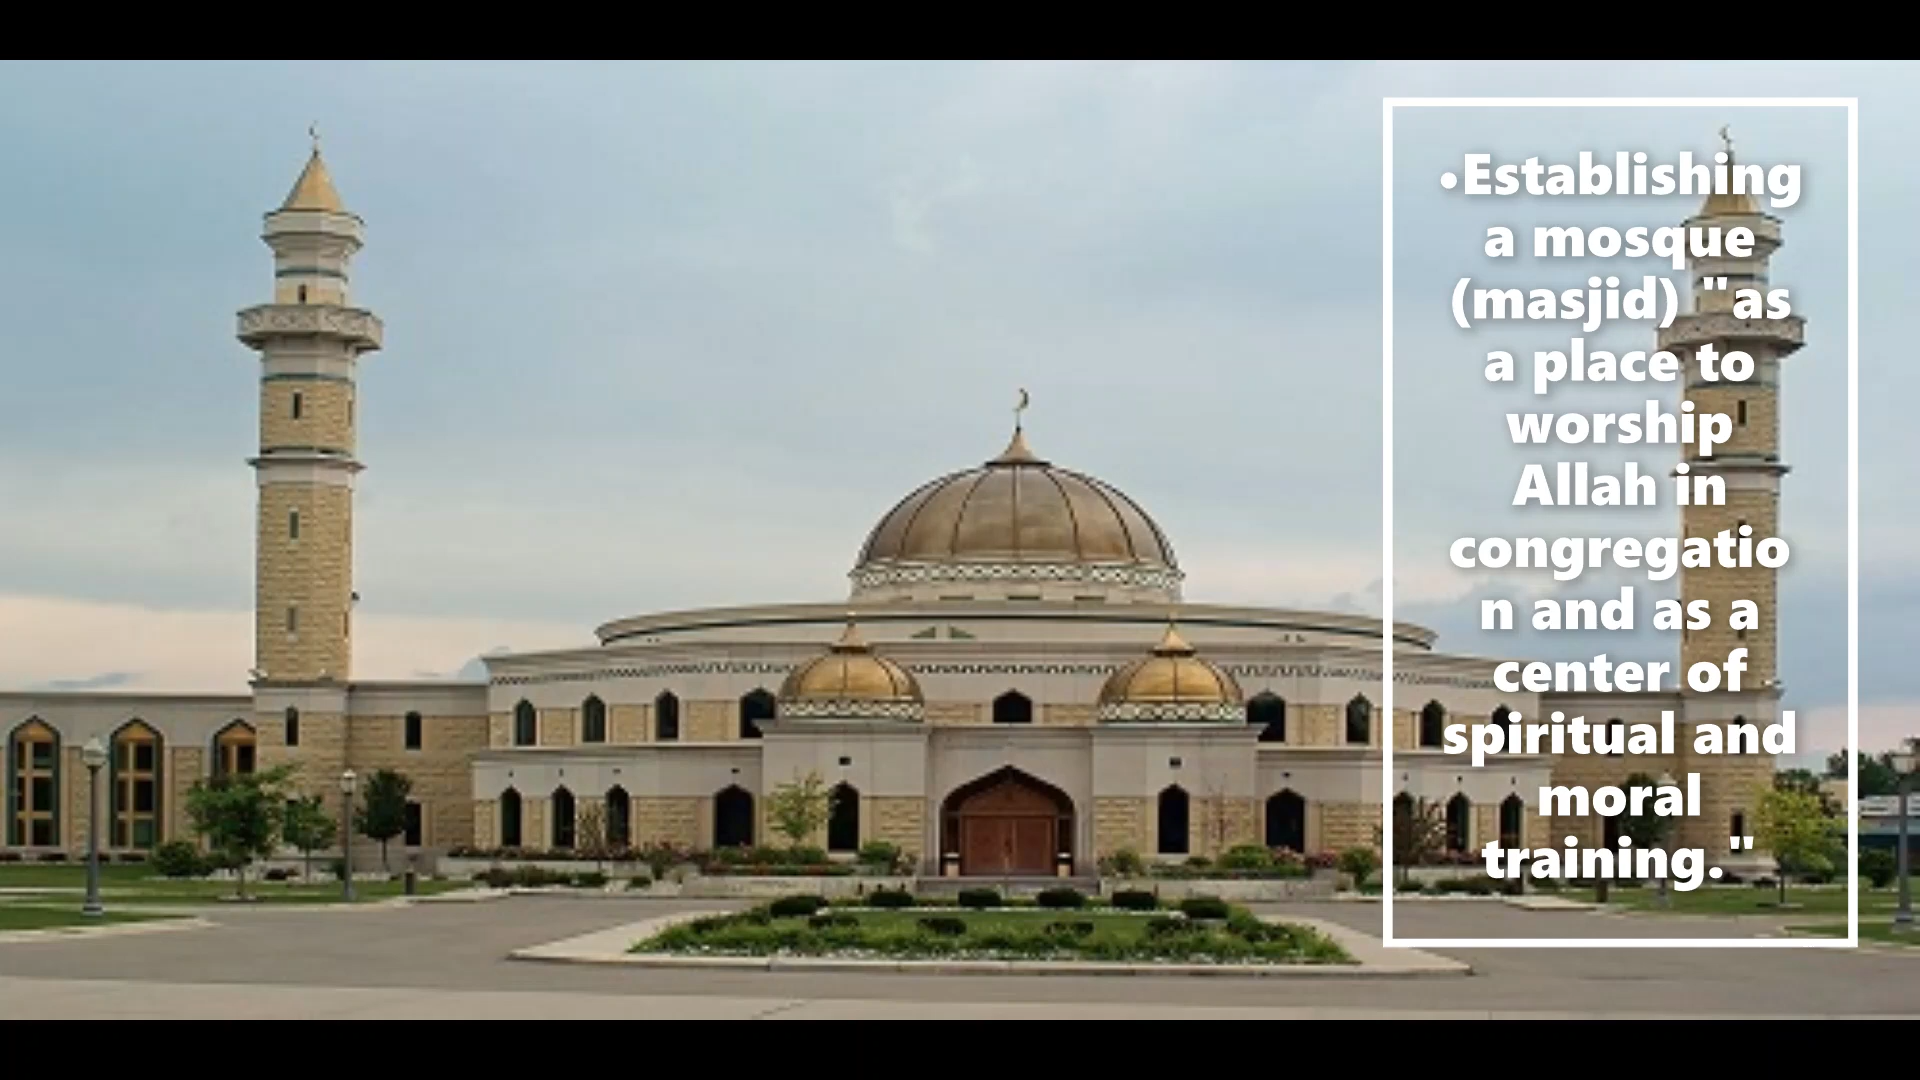 •Establishing
a mosque
(masjid) "as
a place to
worship
Allah in
congregatio
n and as a
center of
spiritual and
moral
training."